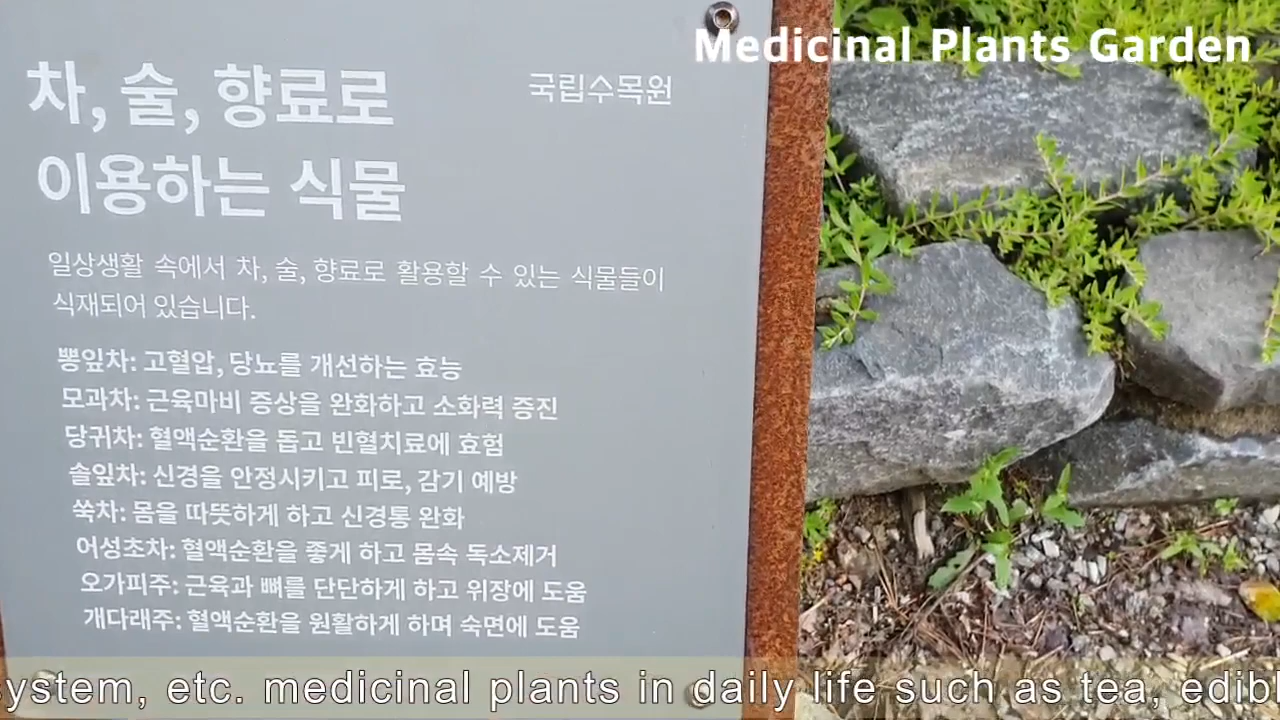 Medicinal Plants Garden
차, 술, 향료로
이용하는 식물
국립수목원
일상생활 속에서 차, 술, 향료로 활용할 수 있는 식물들이
식재되어 있습니다.
뽕잎차: 고혈압, 당뇨를 개선하는 효능
모과차: 근육마비 증상을 완화하고 소화력 증진
당귀차: 혈액순환을 돕고 빈혈치료에 효험
솔잎차: 신경을 안정시키고 피로, 감기 예방
쑥차: 몸을 따뜻하게 하고 신경통 완화
어성초차: 혈액순환을 좋게 하고 몸속 독소제거
오가피주: 근육과 뼈를 단단하게 하고 위장에 도움
개다래주: 혈액순환을 원활하게 하며 숙면에 도움
system, etc. medicinal plants in daily life such as tea, edibl